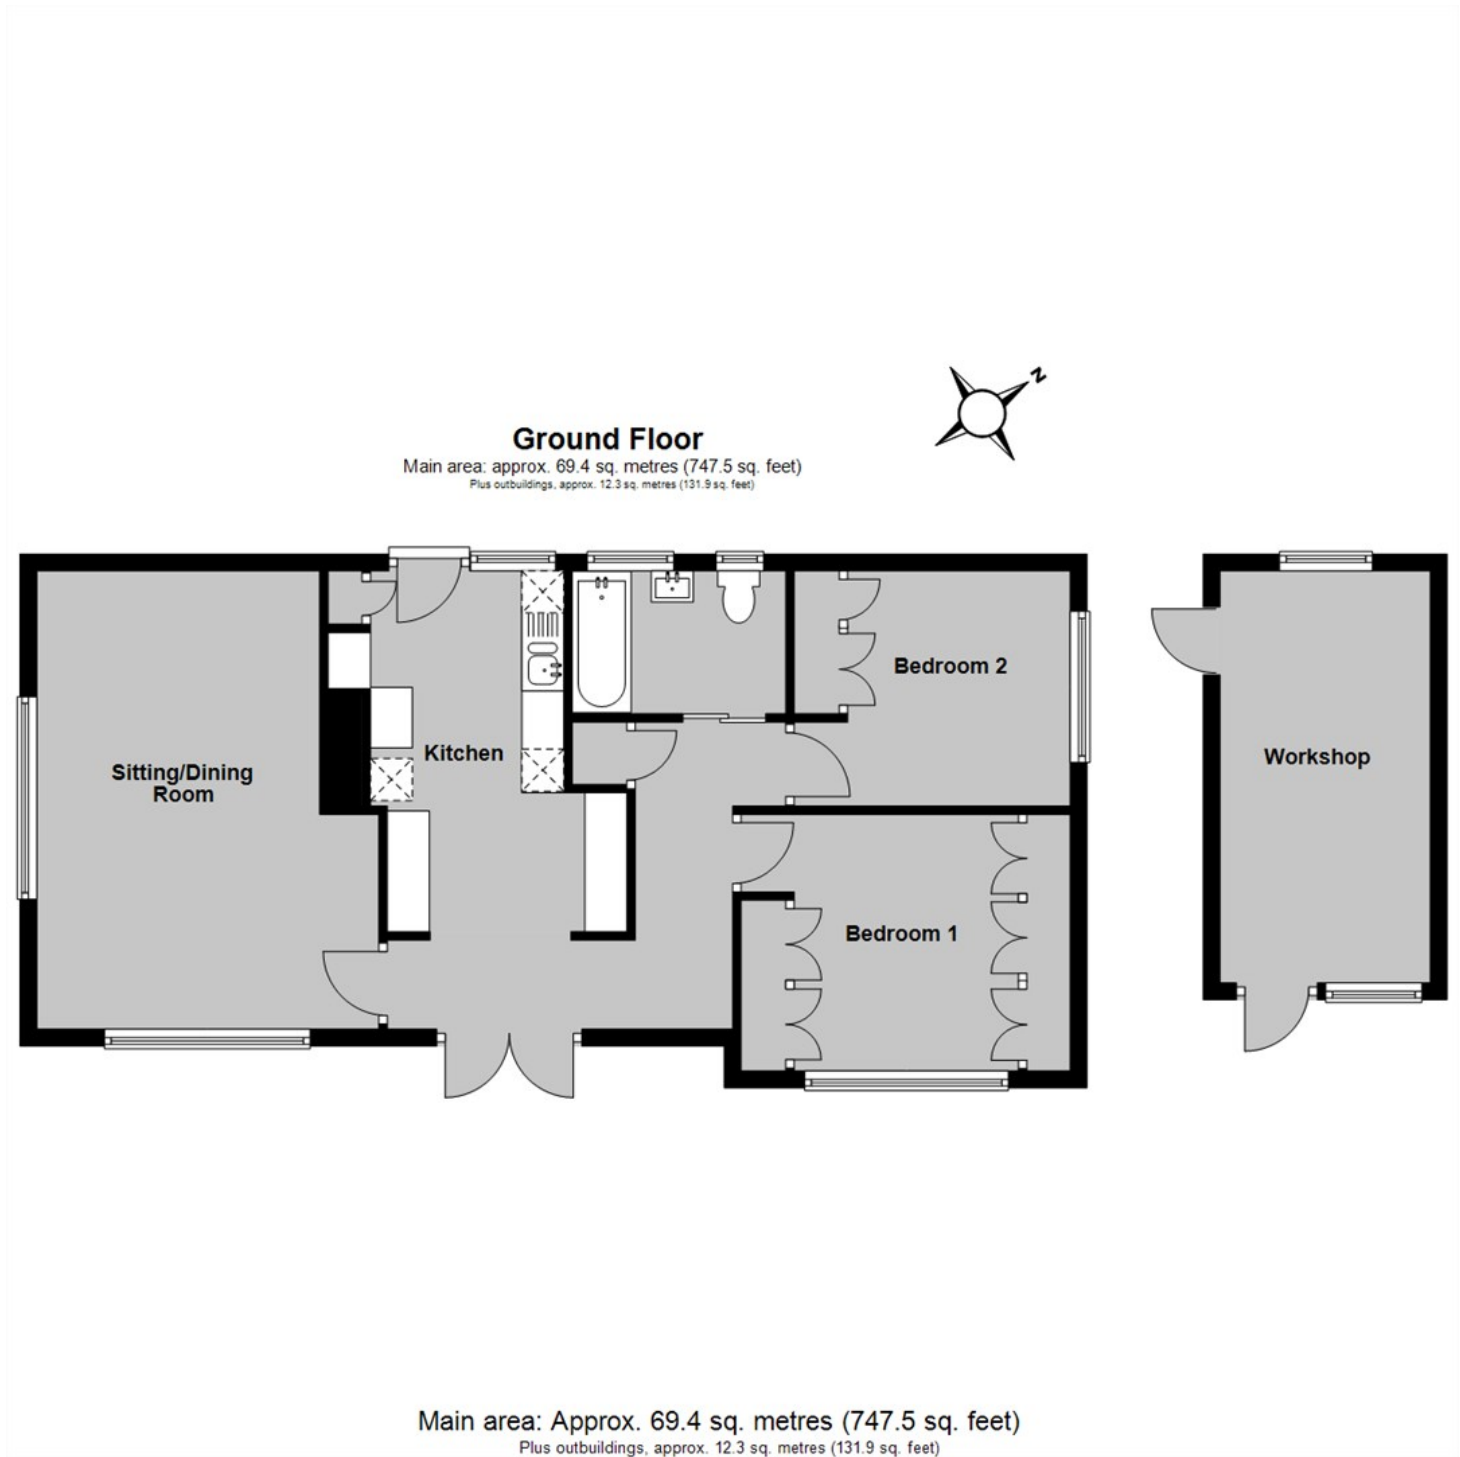 N
Ground Floor
Main area: approx. 69.4 sq. metres (747.5 sq. feet)
Plus outbuildings, approx. 12.3 sq. metres (131.9 sq. feet)
Bedroom 2
Kitchen
Workshop
Sitting/Dining
Room
Bedroom 1
Main area: Approx. 69.4 sq. metres (747.5 sq. feet)
Plus outbuildings, approx. 12.3 sq. metres (131.9 sq. feet)